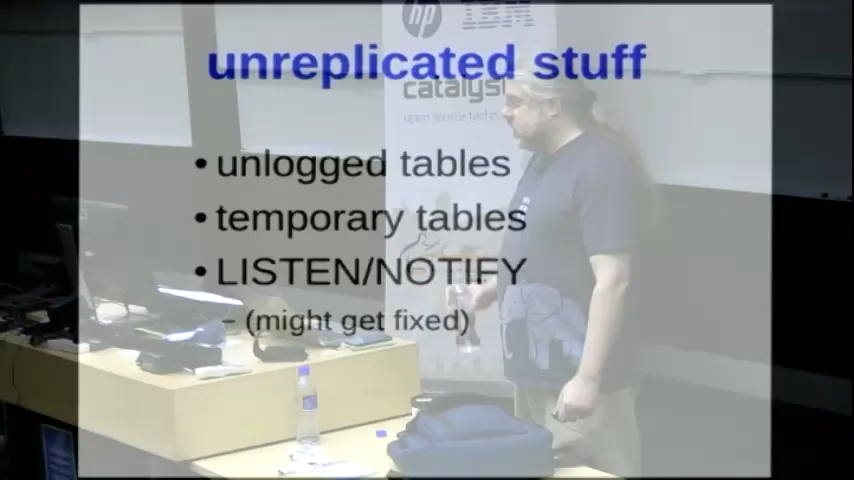 hp
IBM
unreplicated stuff
catalyst
open source tech
• unlogged tables
• temporary tables
• LISTEN/NOTIFY
– (might get fixed)